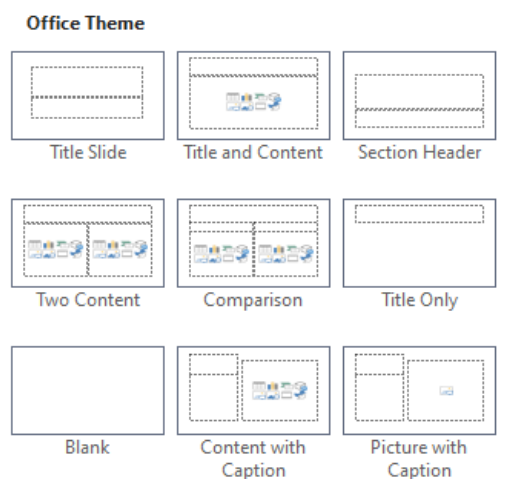 Office Theme
Title Slide
Title and Content
Section Header
Two Content
Comparison
Title Only
Blank
Content with
Caption
Picture with
Caption